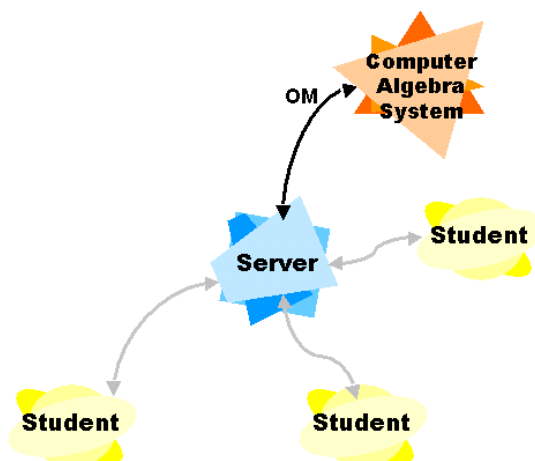 Computer
Algebra
System
OM
Student
Server
Student
Student